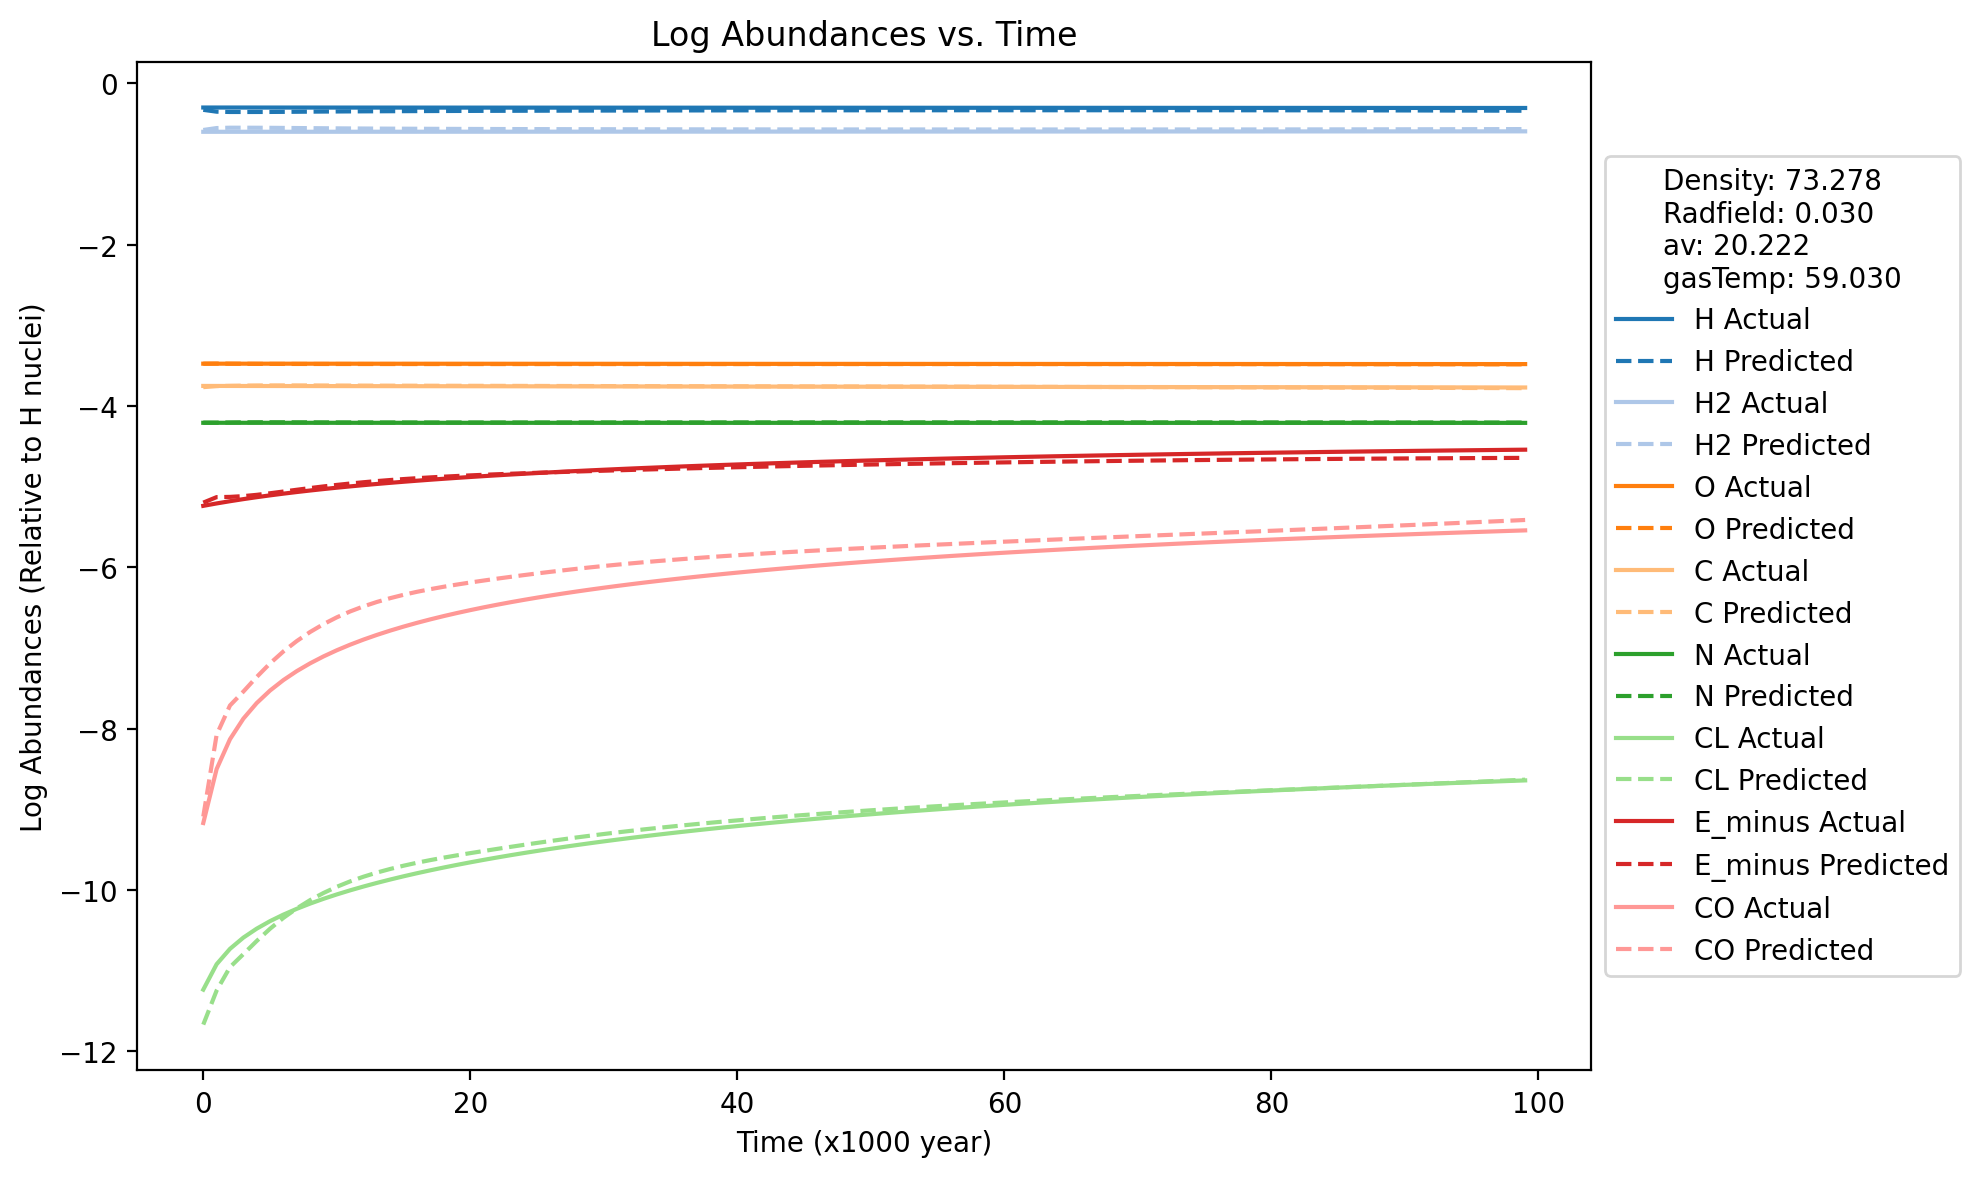 Log Abundances vs. Time
Log Abundances (Relative to H nuclei)
0
−2
−4
−6
−8
−10
−12
0
20
40
60
80
100
Time (x1000 year)
Density: 73.278
Radfield: 0.030
av: 20.222
gasTemp: 59.030
H Actual
H Predicted
H2 Actual
H2 Predicted
O Actual
O Predicted
C Actual
C Predicted
N Actual
N Predicted
CL Actual
CL Predicted
E_minus Actual
E_minus Predicted
CO Actual
CO Predicted